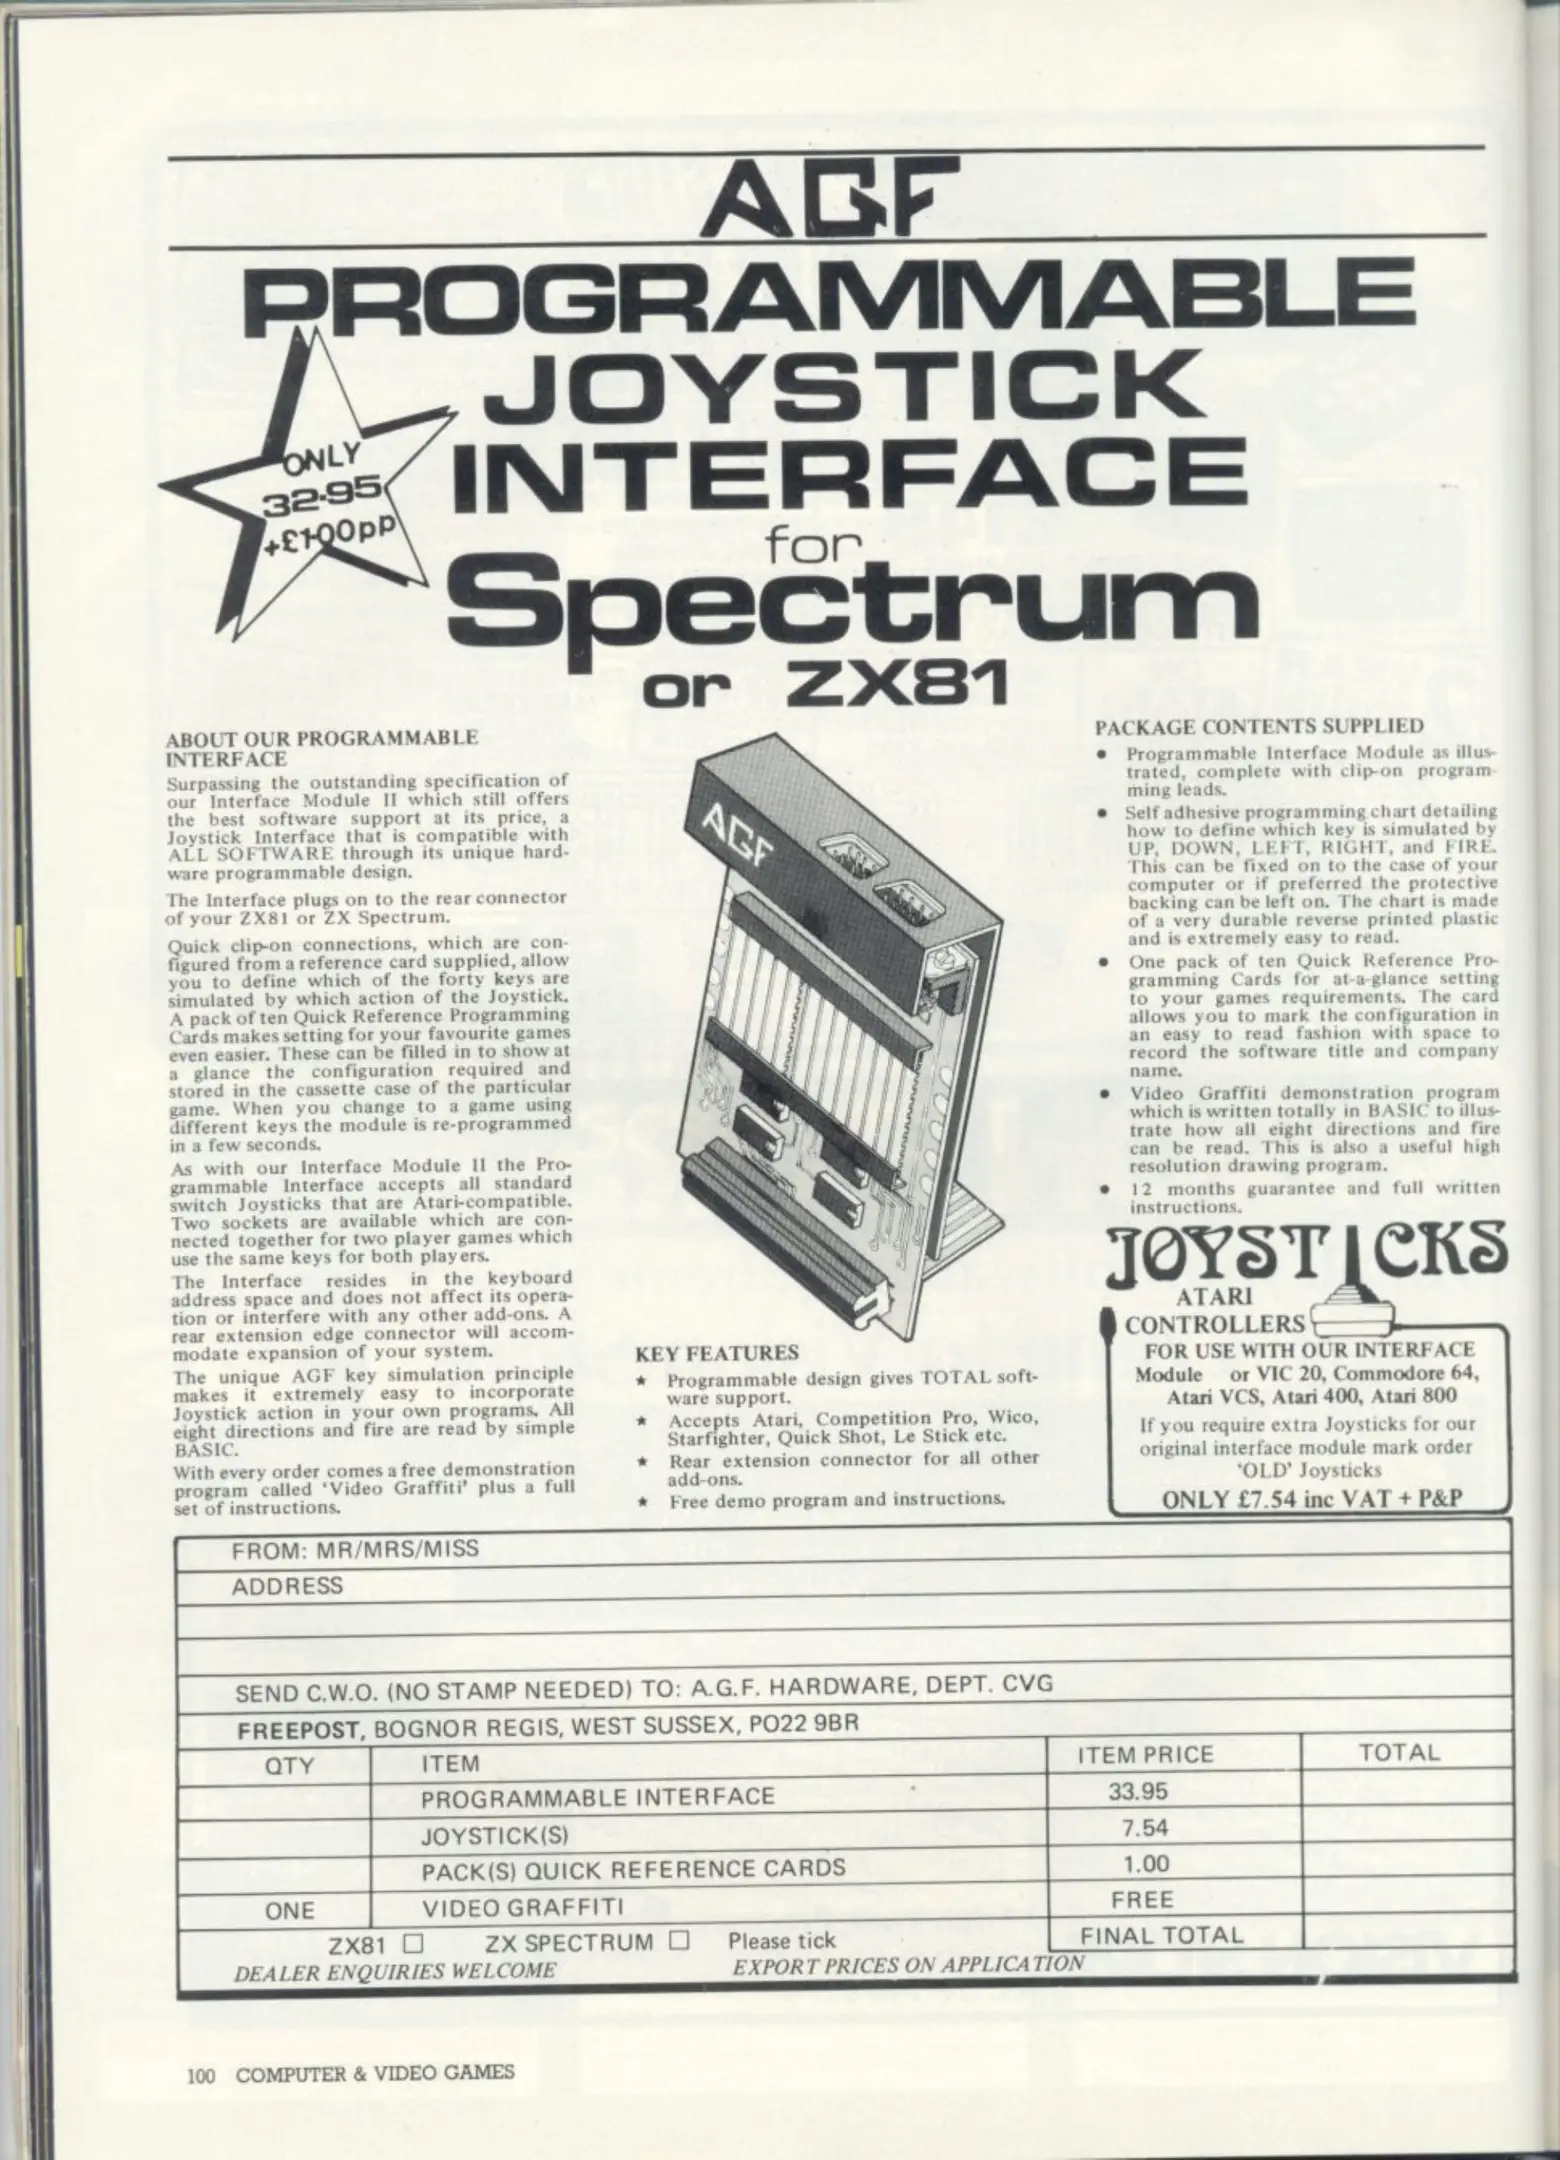 AGF
PROGRAMMABLE
JOYSTICK
INTERFACE
for
Spectrum
or ZX81
ONLY
32.95
+£1.00pp
ABOUT OUR PROGRAMMABLE
INTERFACE
Surpassing the outstanding specification of
our Interface Module II which still offers
the best software support at its price, a
Joystick Interface that is compatible with
ALL SOFTWARE through its unique hard-
ware programmable design.
The Interface plugs on to the rear connector
of your ZX81 or ZX Spectrum.
Quick clip-on connections, which are con-
figured from a reference card supplied, allow
you to define which of the forty keys are
simulated by which action of the Joystick.
A pack of ten Quick Reference Programming
Cards makes setting for your favourite games
even easier. These can be filled in to show at
a glance the configuration required and
stored in the cassette case of the particular
game. When you change to a game using
different keys the module is re-programmed
in a few seconds.
As with our Interface Module II the Pro-
grammable Interface accepts all standard
switch Joysticks that are Atari-compatible.
Two sockets are available which are con-
nected together for two player games which
use the same keys for both players.
The Interface resides in the keyboard
address space and does not affect its opera-
tion or interfere with any other add-ons. A
rear extension edge connector will accom-
modate expansion of your system.
The unique AGF key simulation principle
makes it extremely easy to incorporate
Joystick action in your own programs. All
eight directions and fire are read by simple
BASIC.
With every order comes a free demonstration
program called 'Video Graffiti' plus a full
set of instructions.
AGF
KEY FEATURES
★ Programmable design gives TOTAL soft-
ware support.
★ Accepts Atari, Competition Pro, Wico,
Starfighter, Quick Shot, Le Stick etc.
★ Rear extension connector for all other
add-ons.
★ Free demo program and instructions.
PACKAGE CONTENTS SUPPLIED
● Programmable Interface Module as illus-
trated, complete with clip-on program-
ming leads.
● Self adhesive programming chart detailing
how to define which key is simulated by
UP, DOWN, LEFT, RIGHT, and FIRE.
This can be fixed on to the case of your
computer or if preferred the protective
backing can be left on. The chart is made
of a very durable reverse printed plastic
and is extremely easy to read.
● One pack of ten Quick Reference Pro-
gramming Cards for at-a-glance setting
to your games requirements. The card
allows you to mark the configuration in
an easy to read fashion with space to
record the software title and company
name.
● Video Graffiti demonstration program
which is written totally in BASIC to illus-
trate how all eight directions and fire
can be read. This is also a useful high
resolution drawing program.
● 12 months guarantee and full written
instructions.
JOYSTICKS
ATARI
CONTROLLERS
FOR USE WITH OUR INTERFACE
Module or VIC 20, Commodore 64,
Atari VCS, Atari 400, Atari 800
If you require extra Joysticks for our
original interface module mark order
'OLD' Joysticks
ONLY £7.54 inc VAT + P&P
FROM: MR/MRS/MISS
ADDRESS
SEND C.W.O. (NO STAMP NEEDED) TO: A.G.F. HARDWARE, DEPT. CVG
FREEPOST, BOGNOR REGIS, WEST SUSSEX, PO22 9BR
QTY ITEM ITEM PRICE TOTAL
PROGRAMMABLE INTERFACE 33.95
JOYSTICK(S) 7.54
PACK(S) QUICK REFERENCE CARDS 1.00
ONE VIDEO GRAFFITI FREE
ZX81 □ ZX SPECTRUM □ Please tick FINAL TOTAL
DEALER ENQUIRIES WELCOME EXPORT PRICES ON APPLICATION
100 COMPUTER & VIDEO GAMES